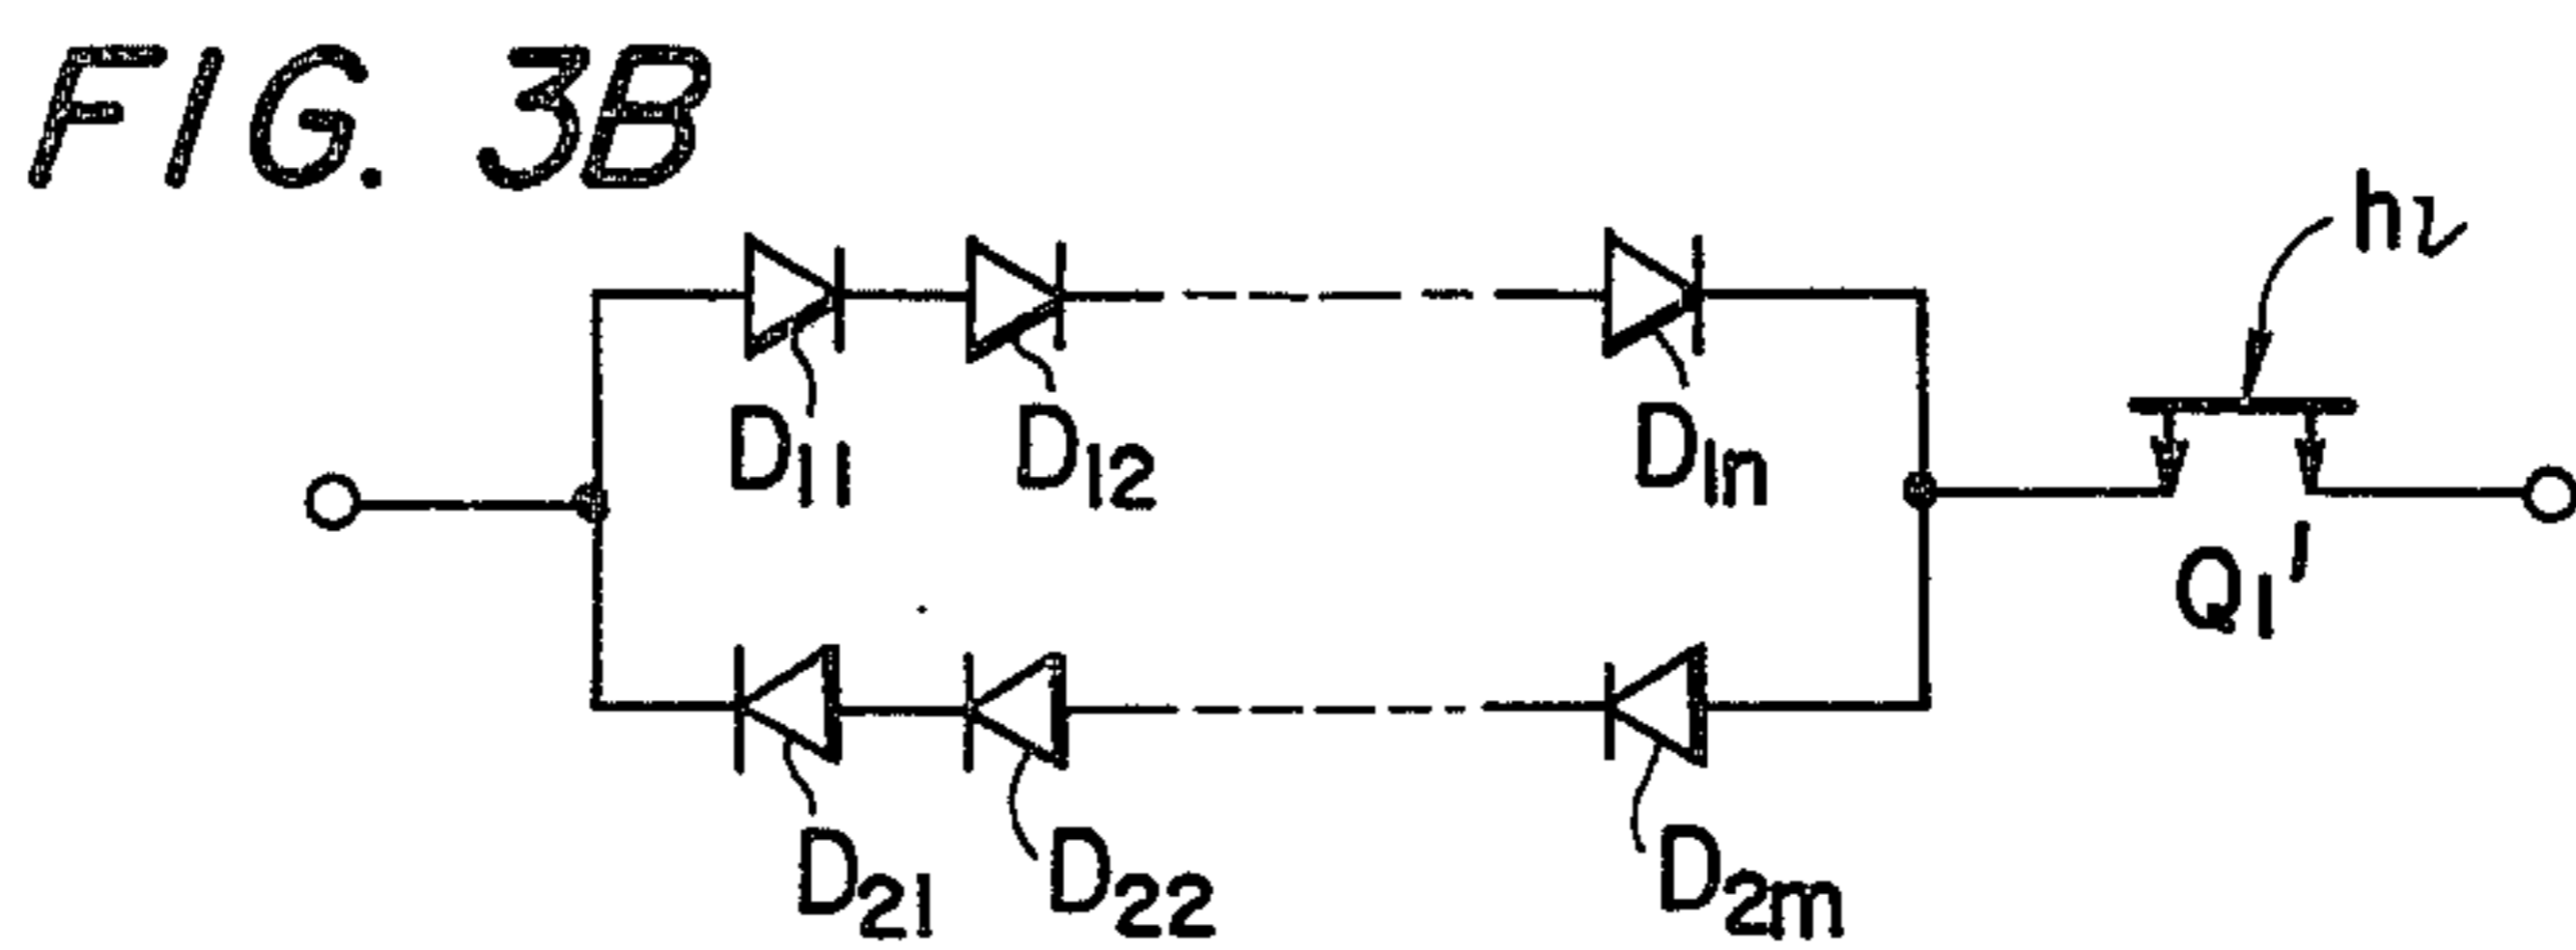 FIG. 3B
hν
D11 D12 D1n
Q1'
D21 D22 D2m